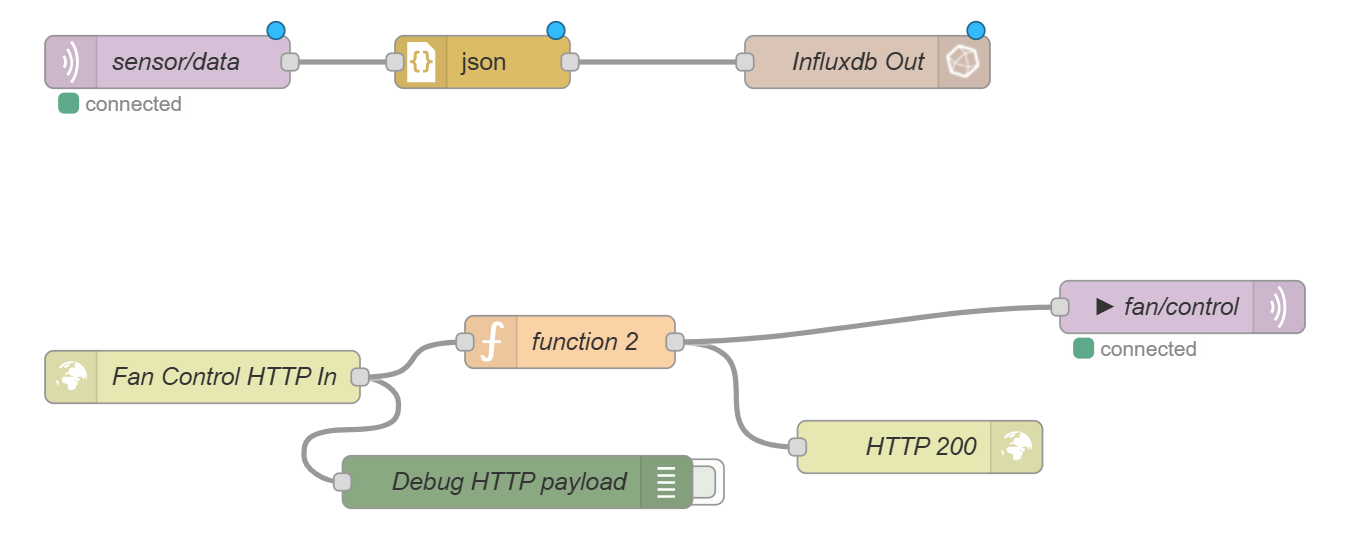 sensor/data
json
Influxdb Out
connected
fan/control
connected
function 2
Fan Control HTTP In
HTTP 200
Debug HTTP payload